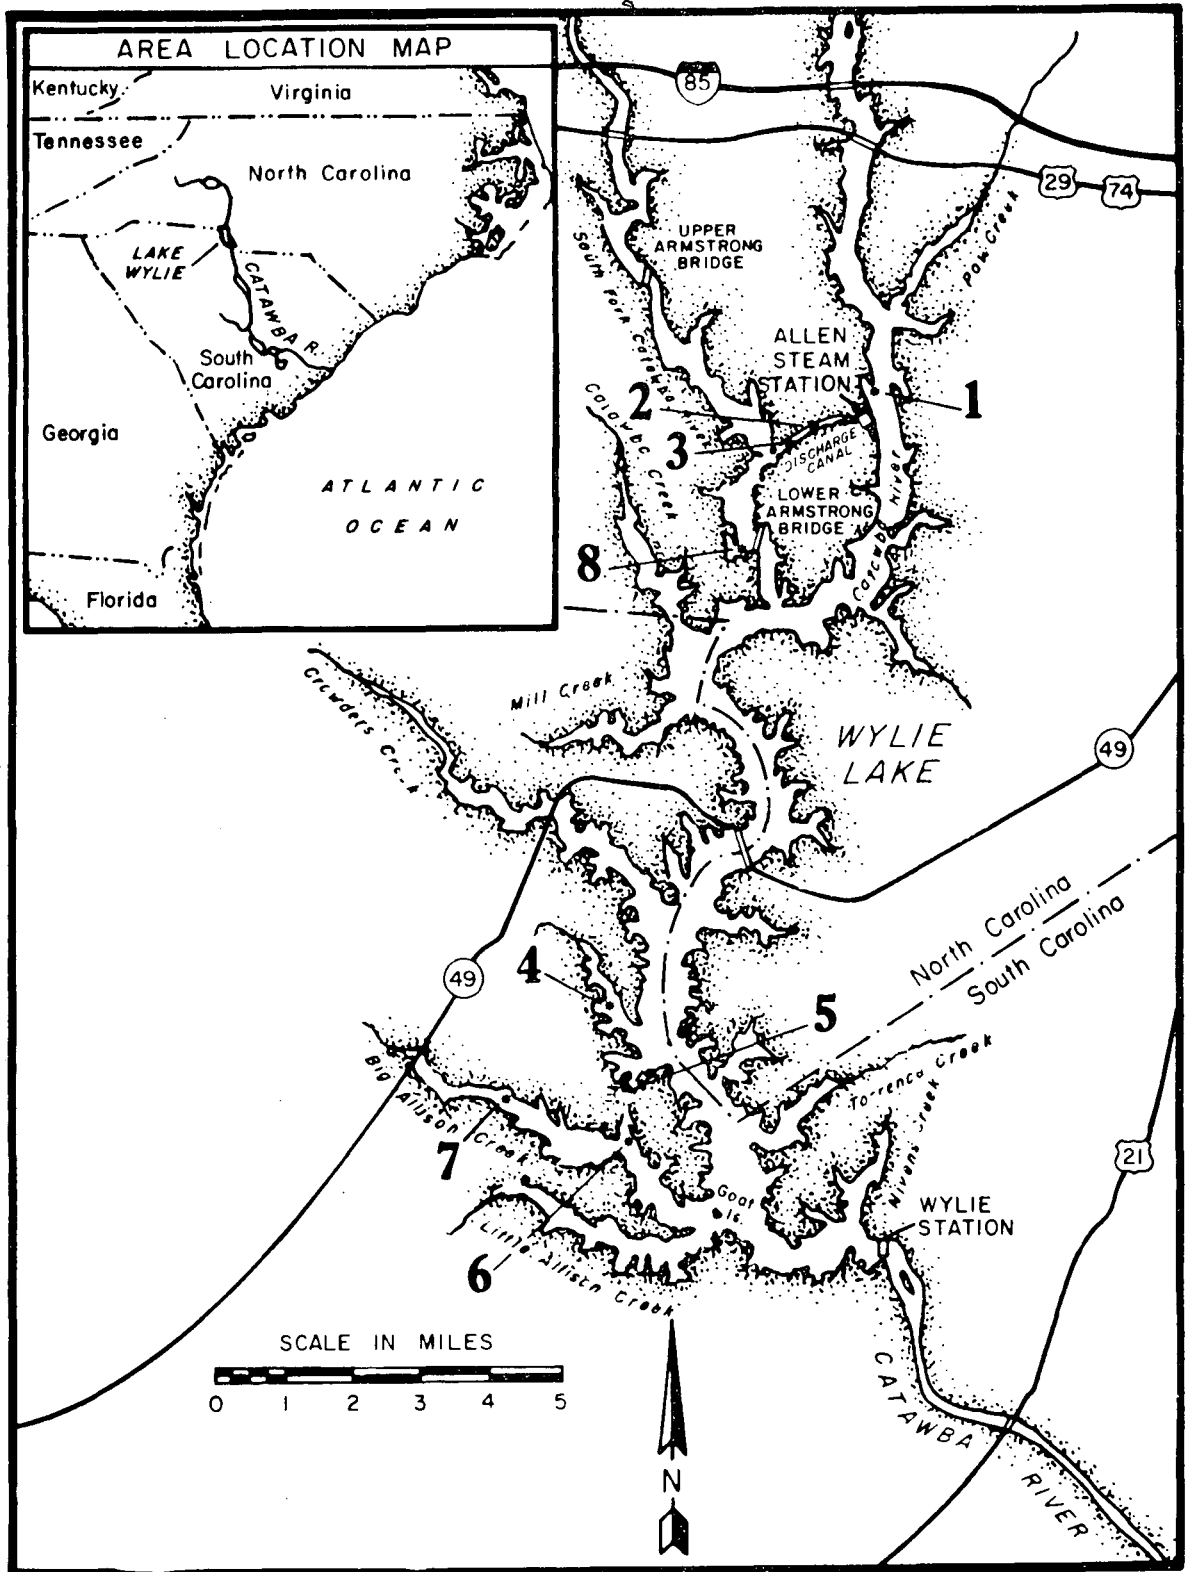 AREA LOCATION MAP
Kentucky
Virginia
Tennessee
North Carolina
LAKE
WYLIE
CATAWBA R.
South
Carolina
Georgia
ATLANTIC
OCEAN
Florida
85
29
74
UPPER
ARMSTRONG
BRIDGE
South Fork Catawba River
Paw Creek
ALLEN
STEAM
STATION
1
2
3
DISCHARGE
CANAL
Creek
LOWER
ARMSTRONG
BRIDGE
Catawba River
8
Crowders
Mill Creek
WYLIE
LAKE
49
North Carolina
South Carolina
49
4
5
Big Allison Creek
Torrence Creek
Nivens Creek
7
21
Goat
Is.
WYLIE
STATION
Little Allison Creek
6
SCALE IN MILES
0 1 2 3 4 5
N
CATAWBA
RIVER